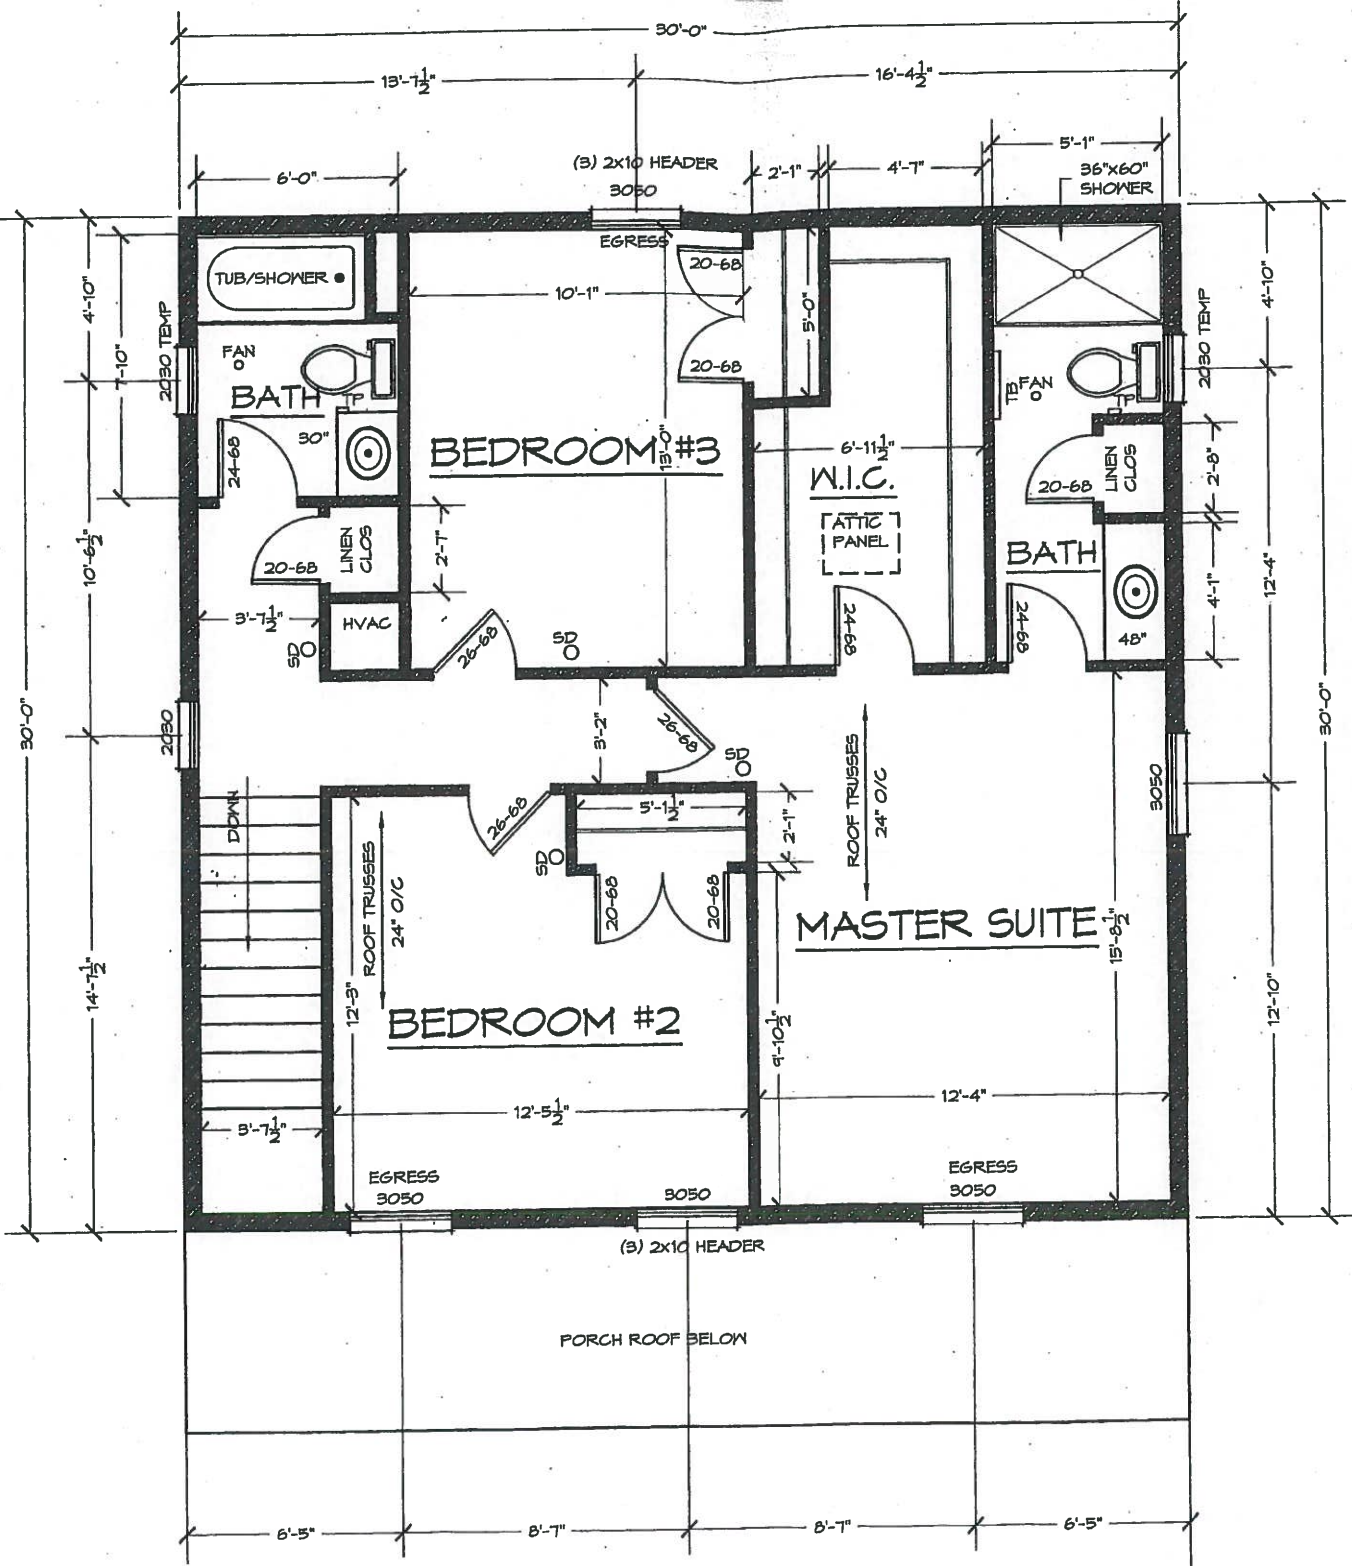 30'-0"
13'-7 1/2"
16'-4 1/2"
5'-1"
(3) 2x10 HEADER
2'-1"
4'-7"
36"x60"
SHOWER
6'-0"
3050
EGRESS
20-68
TUB/SHOWER
10'-1"
5'-0"
4'-10"
4'-10"
7'-10"
2030 TEMP
2030 TEMP
FAN
20-68
TB
FAN
BATH
TP
TP
30"
24-68
BEDROOM #3
13'-0"
6'-11 1/2"
W.I.C.
20-68
LINEN
CLOS
2'-8"
ATTIC
PANEL
10'-6 1/2"
20-68
LINEN
CLOS
2'-7"
BATH
12'-4"
4'-1"
3'-7 1/2"
HVAC
SD
26-68
SD
24-68
24-68
48"
30'-0"
30'-0"
2030
3'-2"
26-68
SD
ROOF TRUSSES
24" O/C
3050
DOWN
26-68
5'-1 1/2"
2'-1"
SD
ROOF TRUSSES
24" O/C
20-68
20-68
MASTER SUITE
15'-8 1/2"
14'-7 1/2"
12'-3"
BEDROOM #2
9'-10 1/2"
12'-10"
12'-5 1/2"
12'-4"
3'-7 1/2"
EGRESS
3050
3050
EGRESS
3050
(3) 2x10 HEADER
PORCH ROOF BELOW
6'-5"
8'-7"
8'-7"
6'-5"